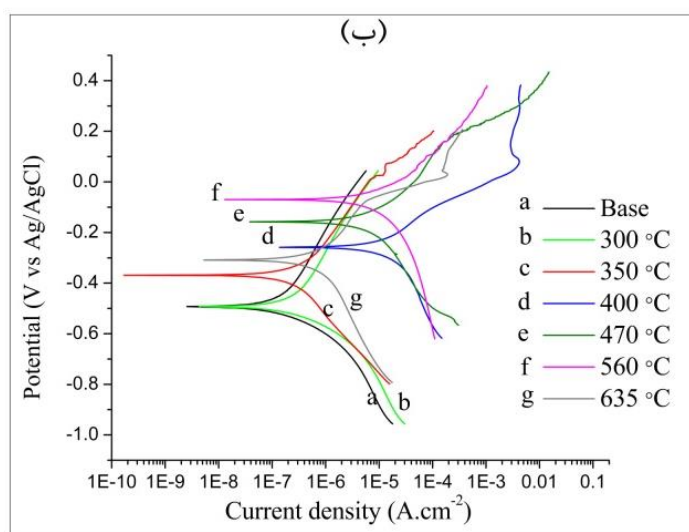 (ب)
Potential (V vs Ag/AgCl)
0.4
0.2
0.0
-0.2
-0.4
-0.6
-0.8
-1.0
f
e
d
c
g
a
b
a Base
b 300 °C
c 350 °C
d 400 °C
e 470 °C
f 560 °C
g 635 °C
1E-10 1E-9 1E-8 1E-7 1E-6 1E-5 1E-4 1E-3 0.01 0.1
Current density (A.cm⁻²)